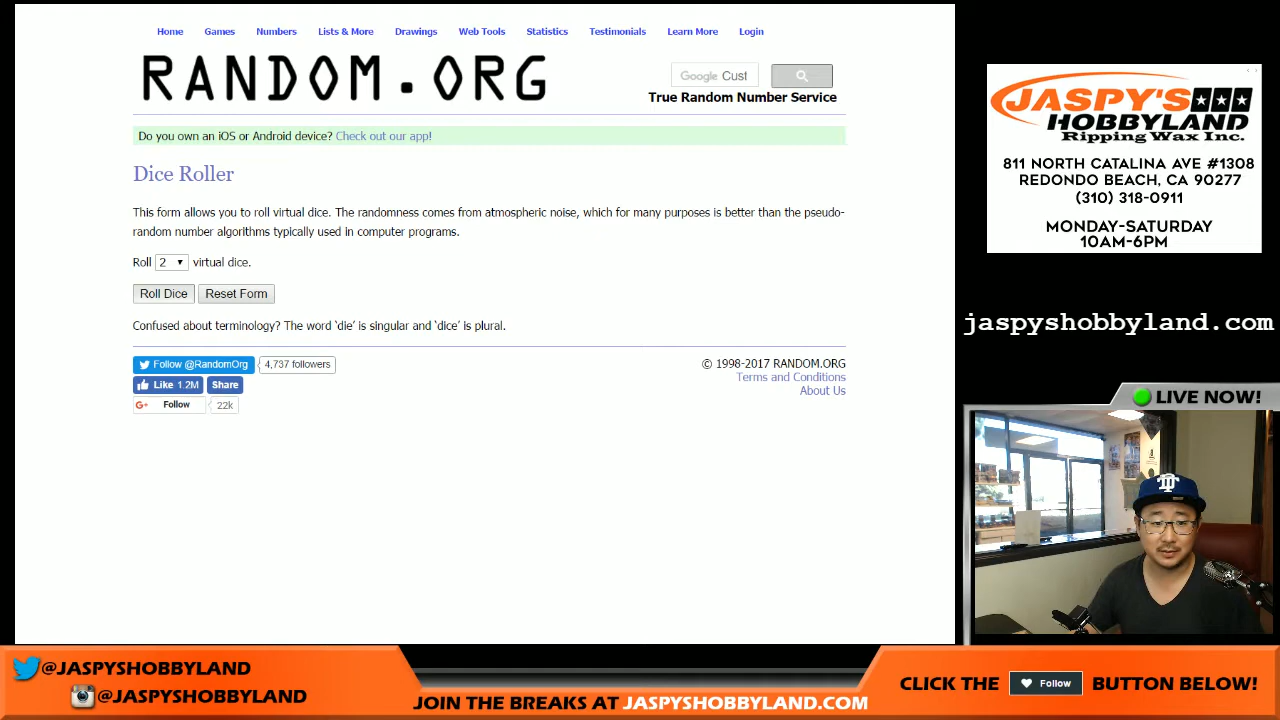 Home Games Numbers Lists & More Drawings Web Tools Statistics Testimonials Learn More Login
RANDOM.ORG
Google Cust
True Random Number Service
Do you own an iOS or Android device? Check out our app!
Dice Roller
This form allows you to roll virtual dice. The randomness comes from atmospheric noise, which for many purposes is better than the pseudo-
random number algorithms typically used in computer programs.
Roll 2 virtual dice.
Roll Dice Reset Form
Confused about terminology? The word 'die' is singular and 'dice' is plural.
Follow @RandomOrg 4,737 followers
Like 1.2M Share
G+ Follow 22k
© 1998-2017 RANDOM.ORG
Terms and Conditions
About Us
JASPY'S
HOBBYLAND
Ripping Wax Inc.
811 NORTH CATALINA AVE #1308
REDONDO BEACH, CA 90277
(310) 318-0911
MONDAY-SATURDAY
10AM-6PM
jaspyshobbyland.com
LIVE NOW!
@JASPYSHOBBYLAND
@JASPYSHOBBYLAND
JOIN THE BREAKS AT JASPYSHOBBYLAND.COM
CLICK THE Follow BUTTON BELOW!